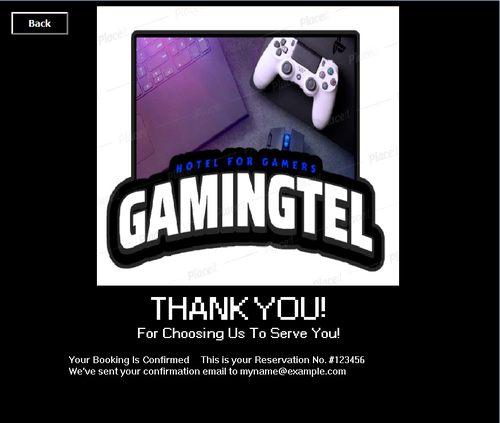 Back
HOTEL FOR GAMERS
GAMINGTEL
THANK YOU!
For Choosing Us To Serve You!
Your Booking Is Confirmed This is your Reservation No. #123456
We've sent your confirmation email to myname@example.com
Placeit